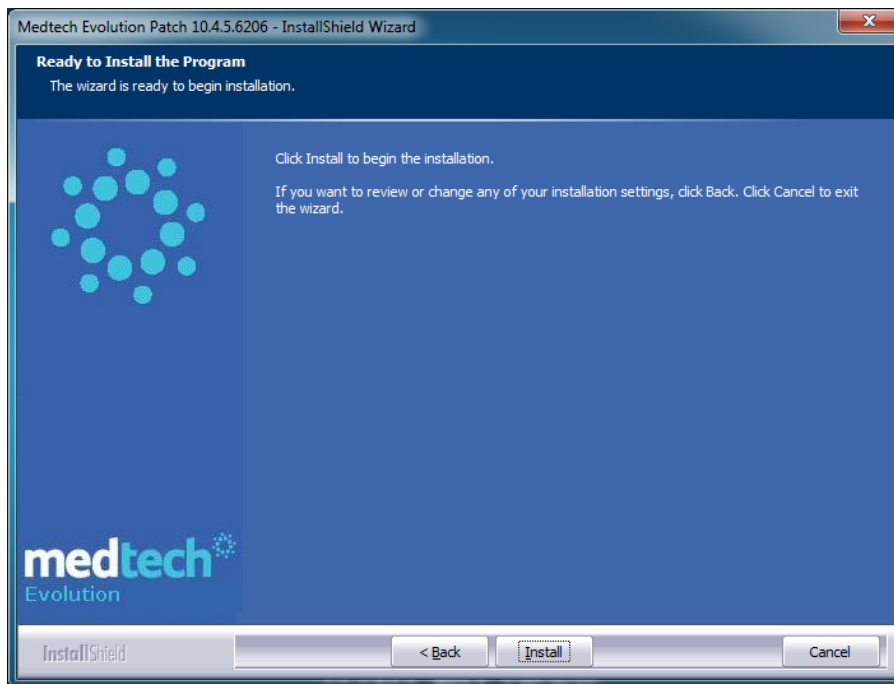 Medtech Evolution Patch 10.4.5.6206 - InstallShield Wizard
Ready to Install the Program
The wizard is ready to begin installation.
Click Install to begin the installation.
If you want to review or change any of your installation settings, click Back. Click Cancel to exit
the wizard.
medtech
Evolution
InstallShield
< Back
Install
Cancel